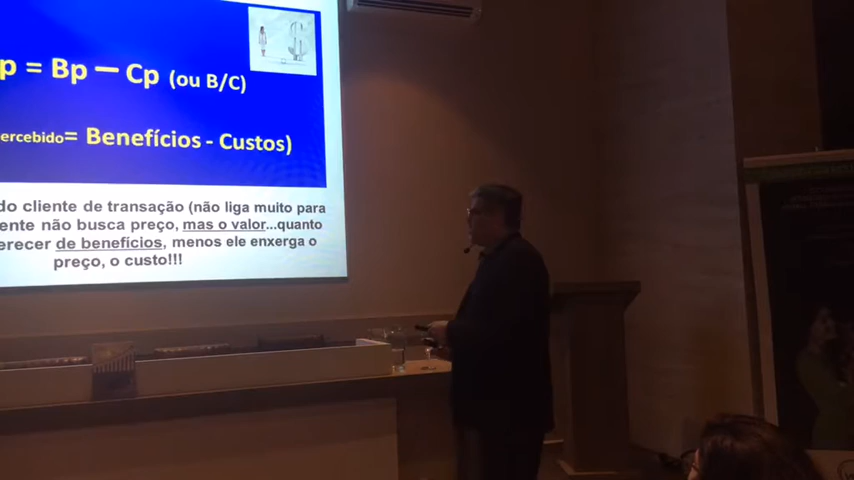 p = Bp – Cp (ou B/C)
ercebido= Benefícios - Custos)
do cliente de transação (não liga muito para
ente não busca preço, mas o valor...quanto
erecer de benefícios, menos ele enxerga o
preço, o custo!!!